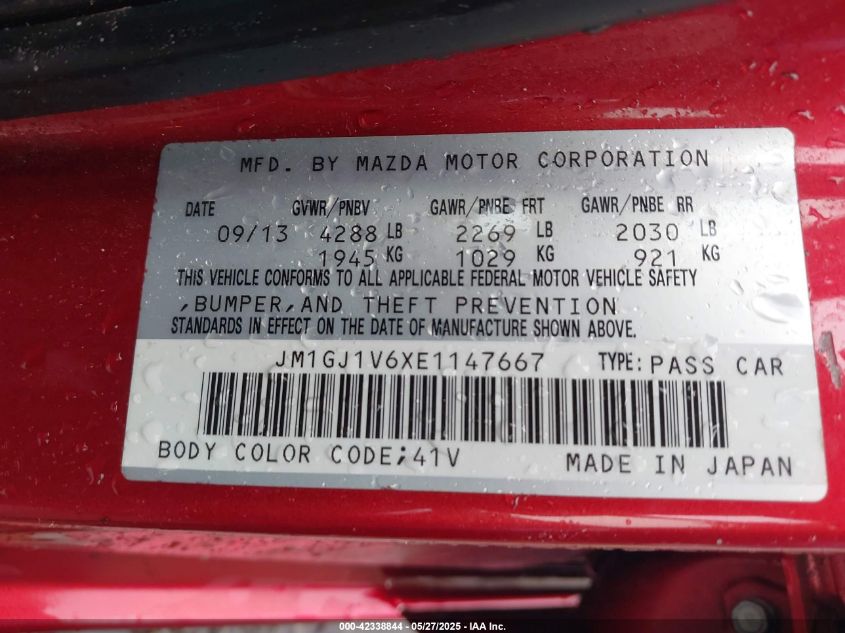 MFD. BY MAZDA MOTOR CORPORATION
DATE GVWR/PNBV GAWR/PNBE FRT GAWR/PNBE RR
09/13 4288 LB 2269 LB 2030 LB
1945 KG 1029 KG 921 KG
THIS VEHICLE CONFORMS TO ALL APPLICABLE FEDERAL MOTOR VEHICLE SAFETY
,BUMPER,AND THEFT PREVENTION
STANDARDS IN EFFECT ON THE DATE OF MANUFACTURE SHOWN ABOVE.
JM1GJ1V6XE1147667 TYPE: PASS CAR
BODY COLOR CODE;41V MADE IN JAPAN
000-42338844 — 05/27/2025 - IAA Inc.